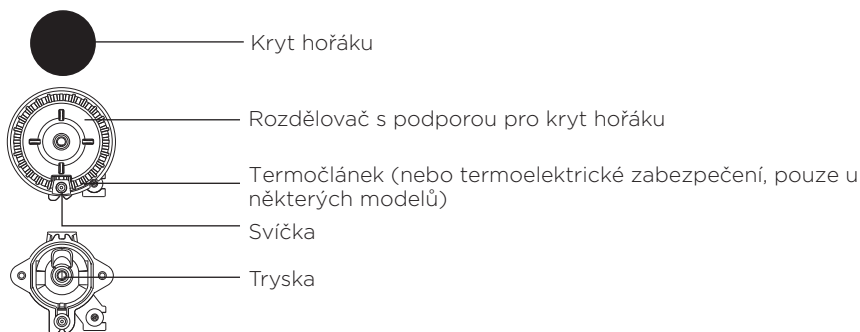 Kryt hořáku
Rozdělovač s podporou pro kryt hořáku
Termočlánek (nebo termoelektrické zabezpečení, pouze u
některých modelů)
Svíčka
Tryska